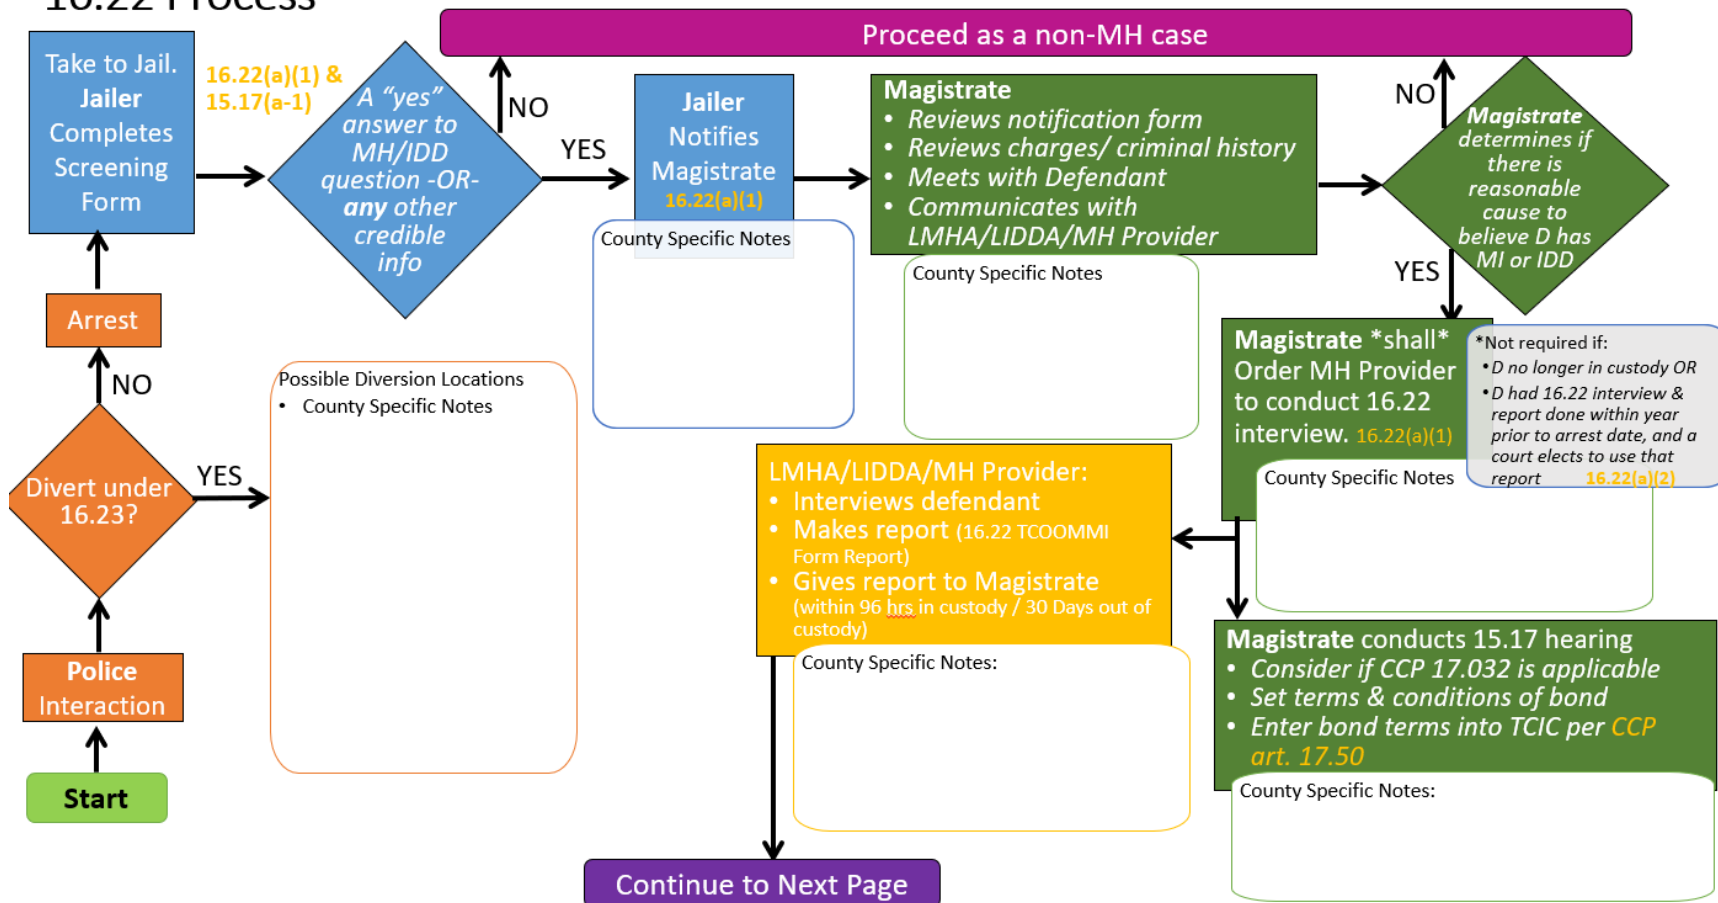 16.22 Process
Proceed as a non-MH case
Take to Jail.
Jailer
Completes
Screening
Form
16.22(a)(1) &
15.17(a-1)
A “yes”
answer to
MH/IDD
question -OR-
any other
credible
info
NO
YES
Jailer
Notifies
Magistrate
16.22(a)(1)
County Specific Notes
Magistrate
• Reviews notification form
• Reviews charges/ criminal history
• Meets with Defendant
• Communicates with
LMHA/LIDDA/MH Provider
County Specific Notes
NO
Magistrate
determines if
there is
reasonable
cause to
believe D has
MI or IDD
YES
Arrest
NO
Divert under
16.23?
YES
Possible Diversion Locations
• County Specific Notes
Police
Interaction
Start
Magistrate *shall*
Order MH Provider
to conduct 16.22
interview. 16.22(a)(1)
*Not required if:
• D no longer in custody OR
• D had 16.22 interview &
report done within year
prior to arrest date, and a
court elects to use that
report 16.22(a)(2)
County Specific Notes
LMHA/LIDDA/MH Provider:
• Interviews defendant
• Makes report (16.22 TCOOMMI
Form Report)
• Gives report to Magistrate
(within 96 hrs in custody / 30 Days out of
custody)
County Specific Notes:
Magistrate conducts 15.17 hearing
• Consider if CCP 17.032 is applicable
• Set terms & conditions of bond
• Enter bond terms into TCIC per CCP
art. 17.50
County Specific Notes:
Continue to Next Page